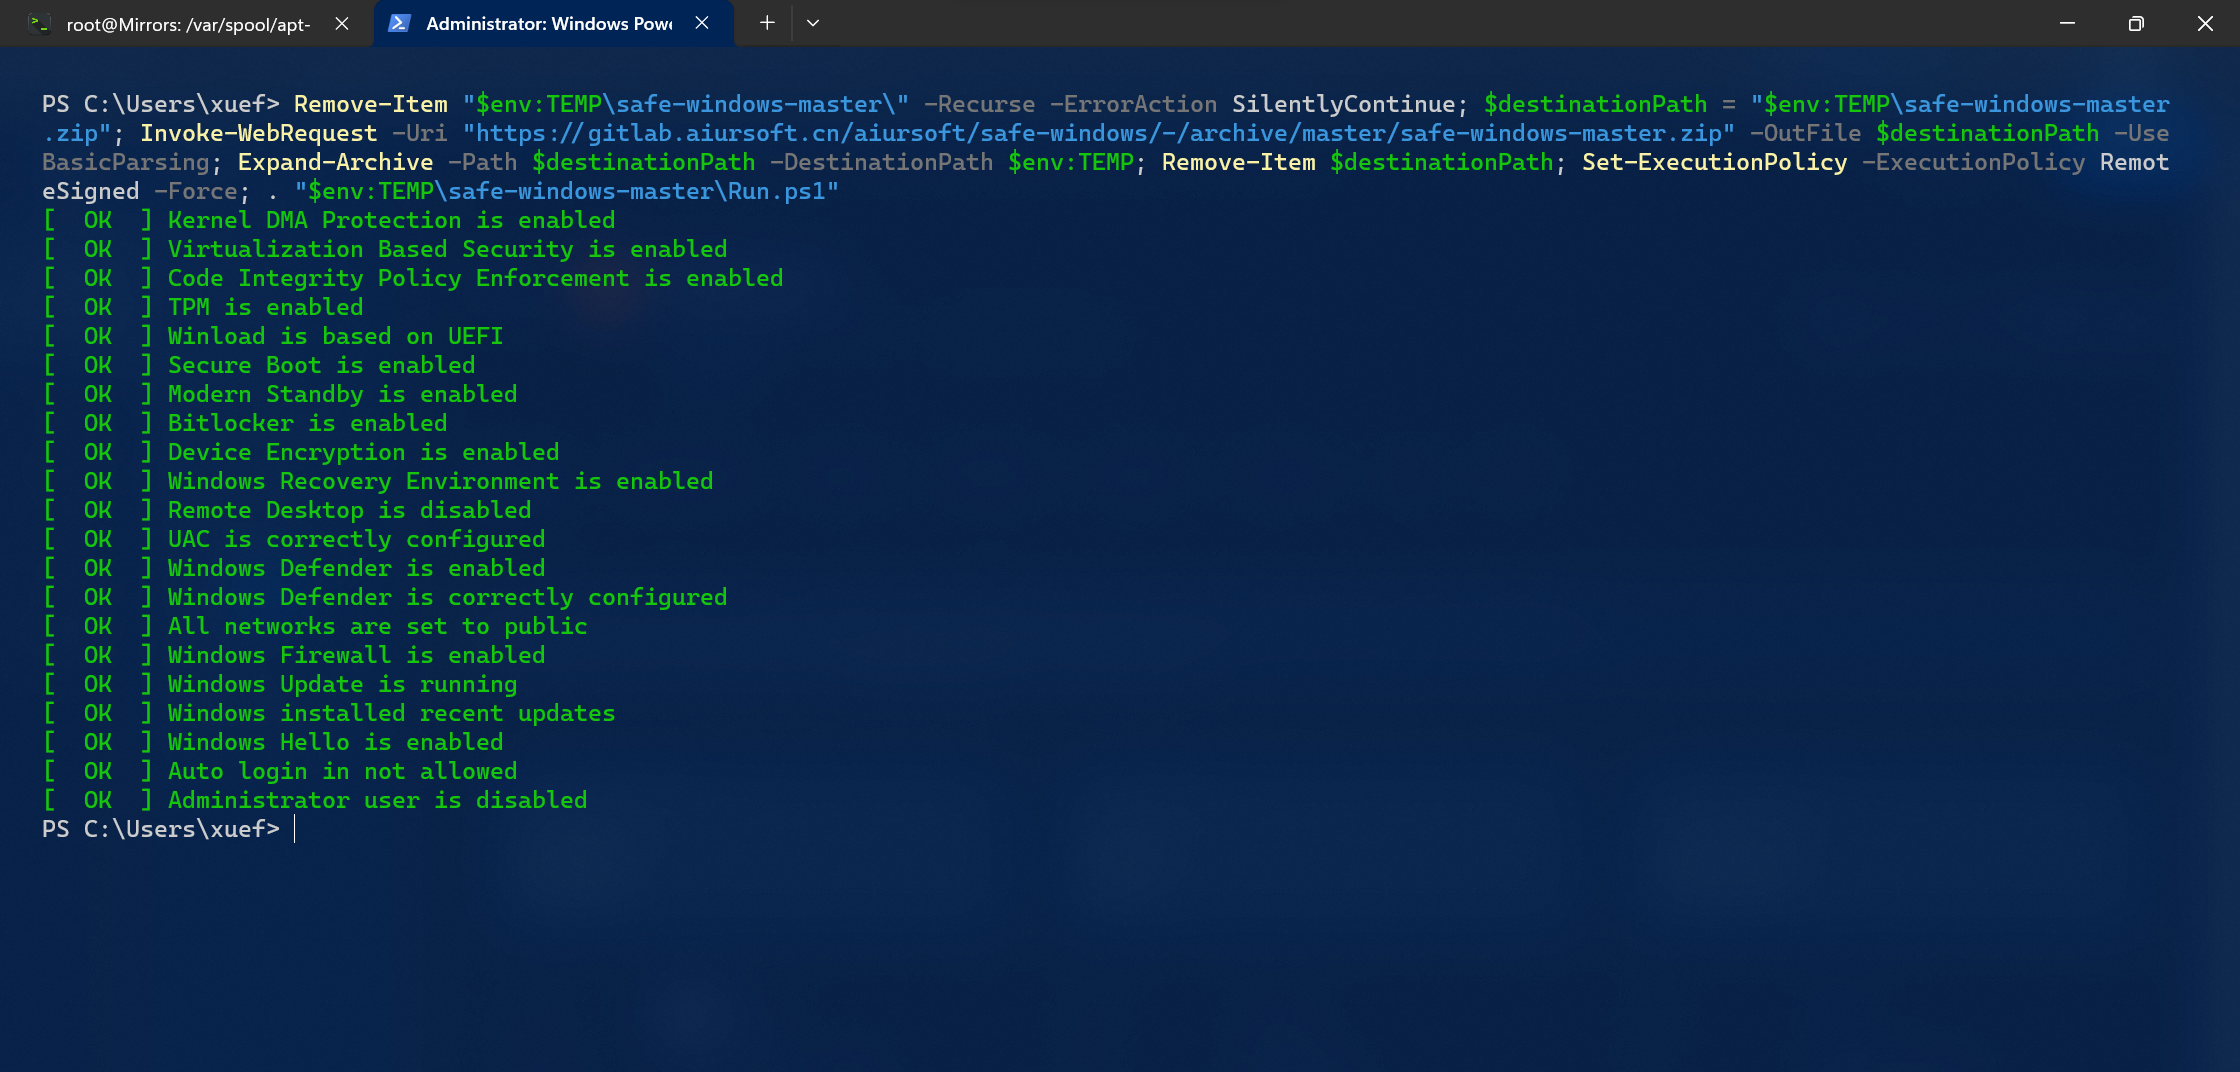 root@Mirrors: /var/spool/apt-
Administrator: Windows Powe
PS C:\Users\xuef> Remove-Item "$env:TEMP\safe-windows-master\" -Recurse -ErrorAction SilentlyContinue; $destinationPath = "$env:TEMP\safe-windows-master
.zip"; Invoke-WebRequest -Uri "https://gitlab.aiursoft.cn/aiursoft/safe-windows/-/archive/master/safe-windows-master.zip" -OutFile $destinationPath -Use
BasicParsing; Expand-Archive -Path $destinationPath -DestinationPath $env:TEMP; Remove-Item $destinationPath; Set-ExecutionPolicy -ExecutionPolicy Remot
eSigned -Force; . "$env:TEMP\safe-windows-master\Run.ps1"
[  OK  ] Kernel DMA Protection is enabled
[  OK  ] Virtualization Based Security is enabled
[  OK  ] Code Integrity Policy Enforcement is enabled
[  OK  ] TPM is enabled
[  OK  ] Winload is based on UEFI
[  OK  ] Secure Boot is enabled
[  OK  ] Modern Standby is enabled
[  OK  ] Bitlocker is enabled
[  OK  ] Device Encryption is enabled
[  OK  ] Windows Recovery Environment is enabled
[  OK  ] Remote Desktop is disabled
[  OK  ] UAC is correctly configured
[  OK  ] Windows Defender is enabled
[  OK  ] Windows Defender is correctly configured
[  OK  ] All networks are set to public
[  OK  ] Windows Firewall is enabled
[  OK  ] Windows Update is running
[  OK  ] Windows installed recent updates
[  OK  ] Windows Hello is enabled
[  OK  ] Auto login in not allowed
[  OK  ] Administrator user is disabled
PS C:\Users\xuef>